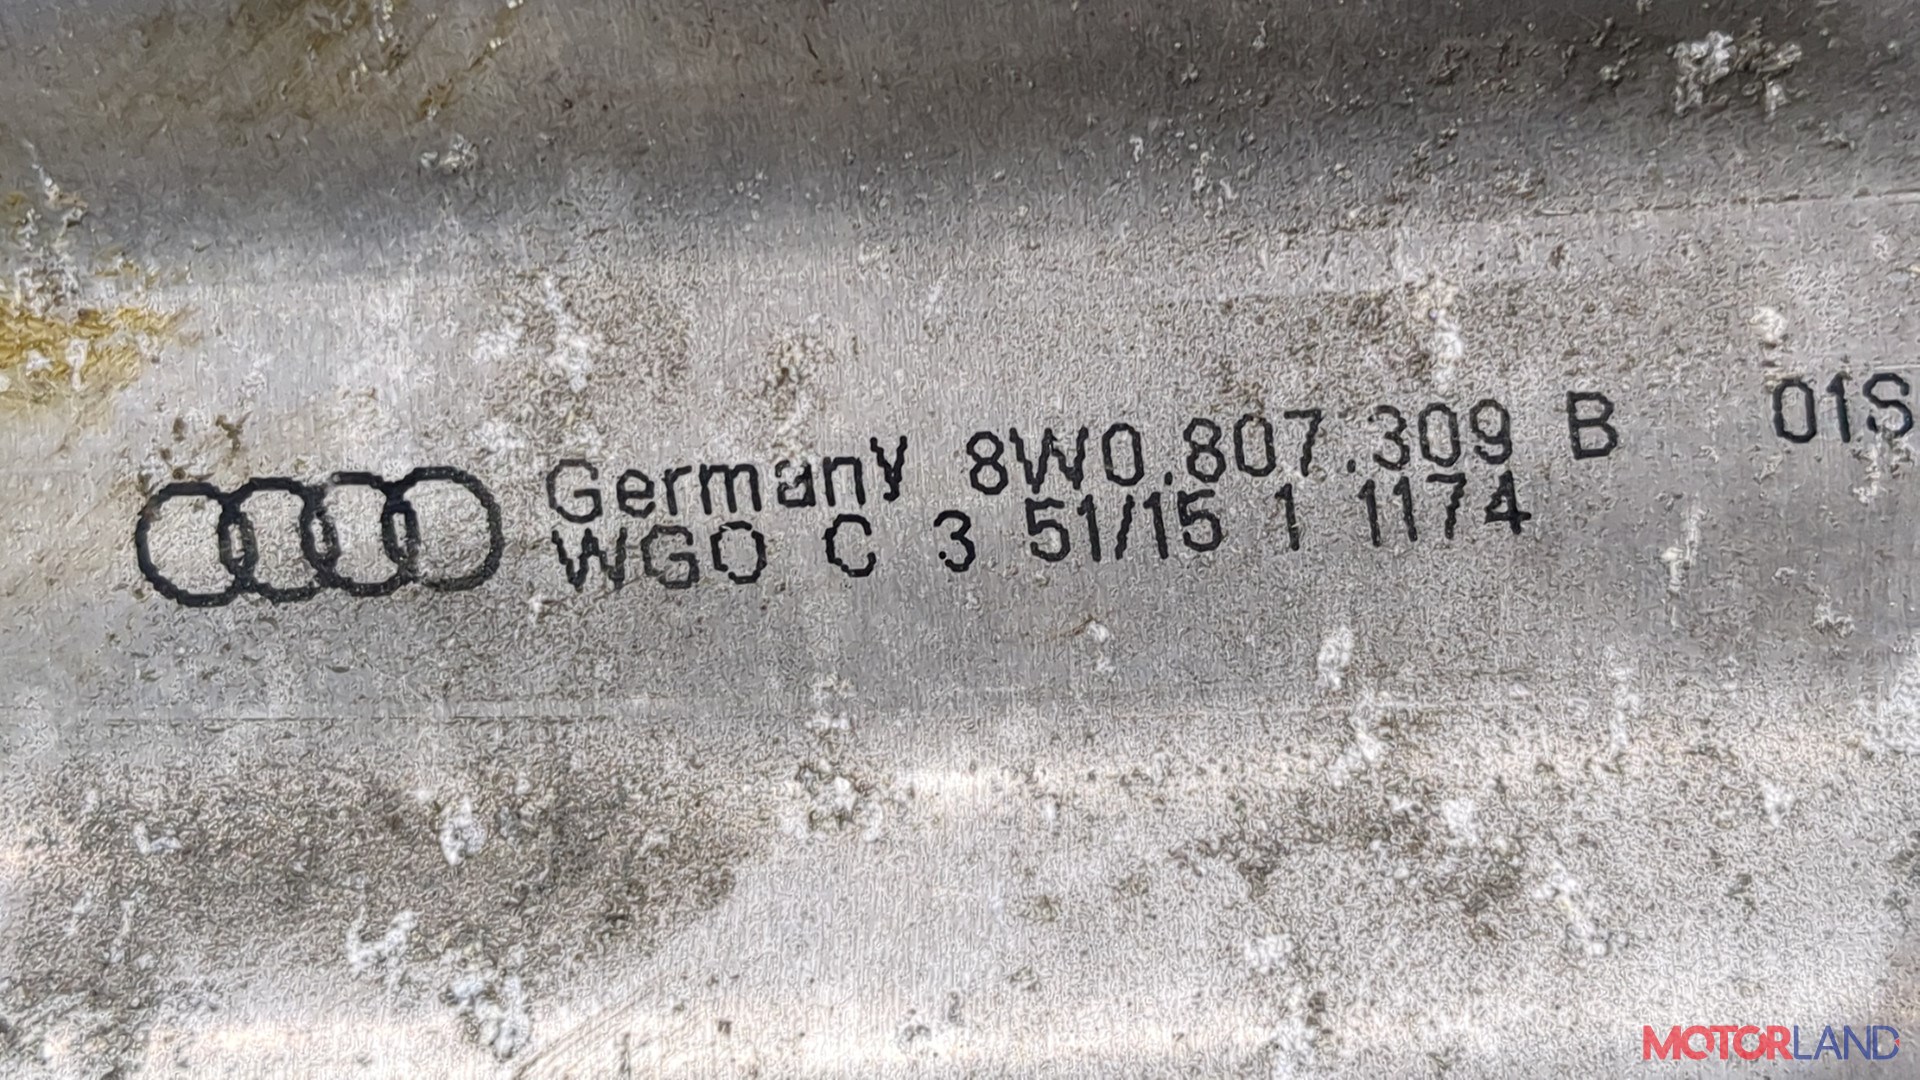 Germany 8W0.807.309 B 01S
WGO C 3 51/15 1 1174
MOTORLAND